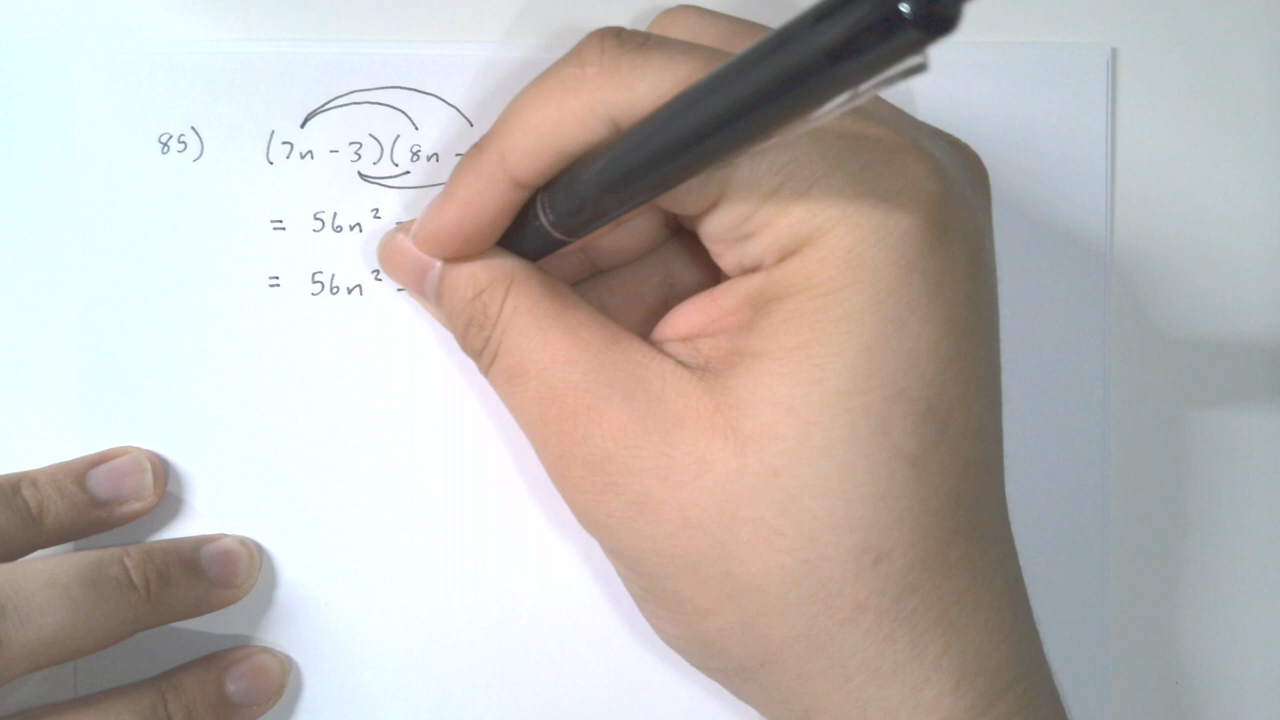 85) (7n - 3)(8n -
= 56n² -
= 56n² -